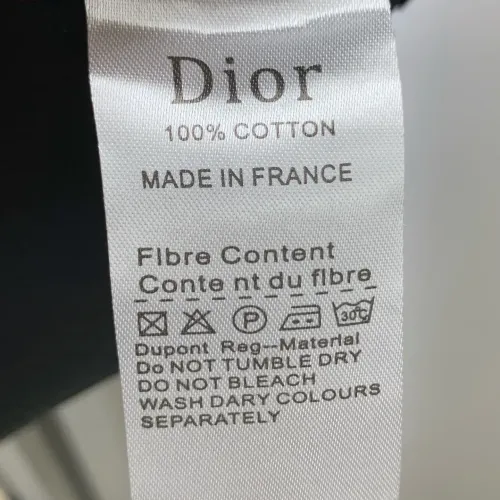 Dior
100% COTTON
MADE IN FRANCE
FIbre Content
Conte nt du fIbre
P 30C
Dupont Reg--Material
Do NOT TUMBLE DRY
DO NOT BLEACH
WASH DARY COLOURS
SEPARATELY